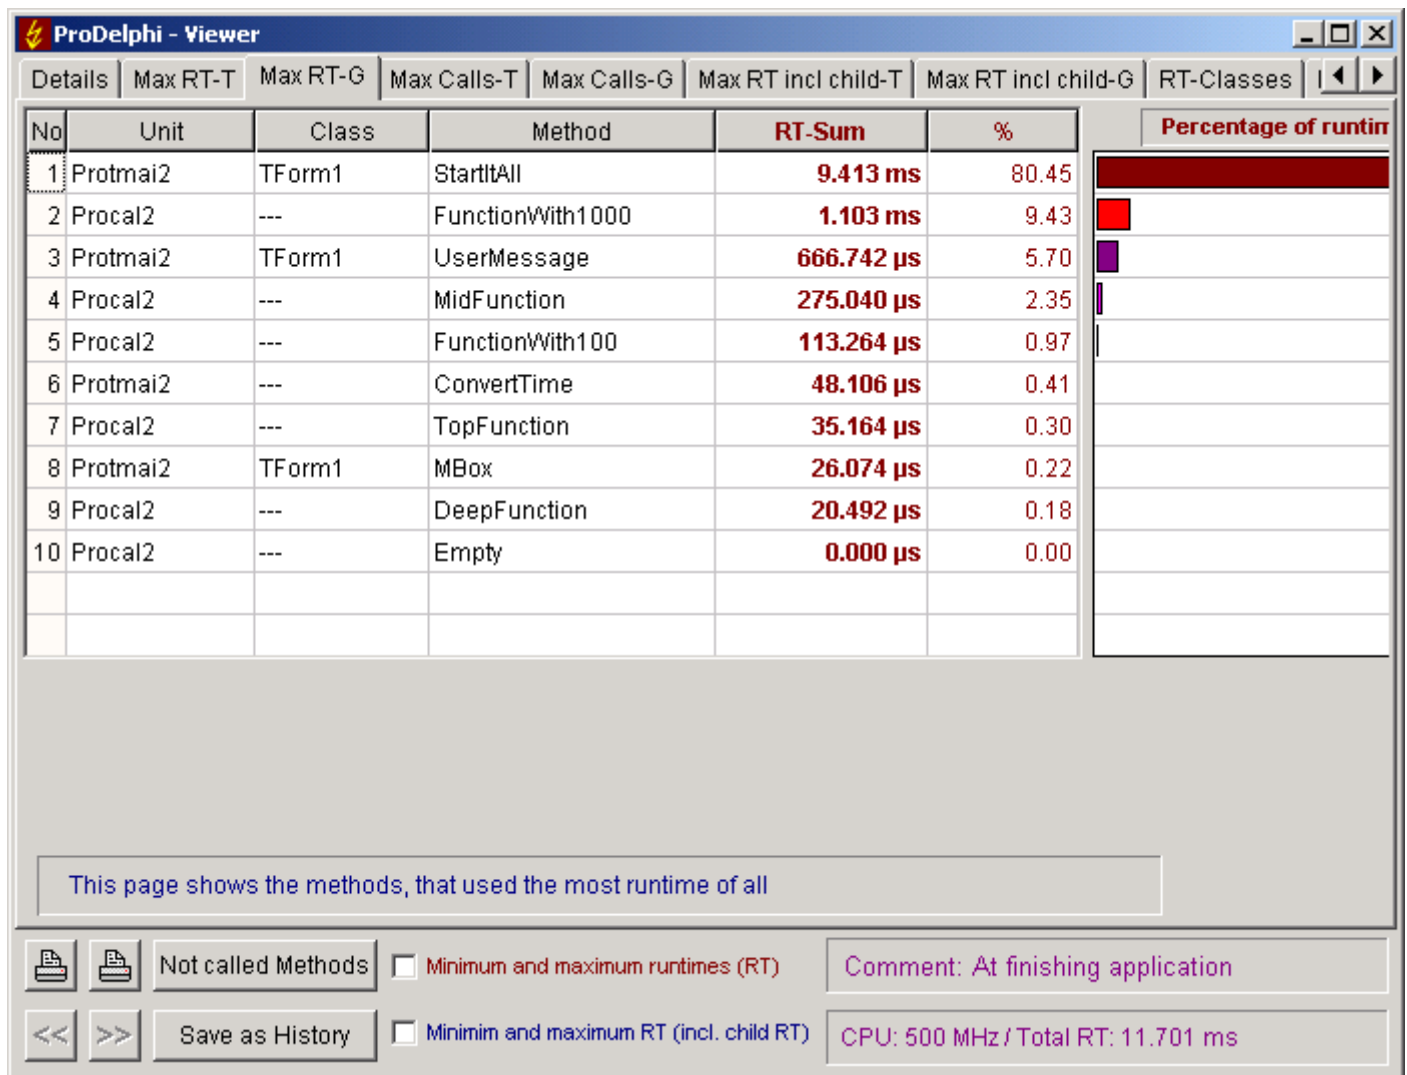 ProDelphi - Viewer
Details Max RT-T Max RT-G Max Calls-T Max Calls-G Max RT incl child-T Max RT incl child-G RT-Classes
No Unit Class Method RT-Sum % Percentage of runtim
1 Protmai2 TForm1 StartItAll 9.413 ms 80.45
2 Procal2 --- FunctionWith1000 1.103 ms 9.43
3 Protmai2 TForm1 UserMessage 666.742 µs 5.70
4 Procal2 --- MidFunction 275.040 µs 2.35
5 Procal2 --- FunctionWith100 113.264 µs 0.97
6 Protmai2 --- ConvertTime 48.106 µs 0.41
7 Procal2 --- TopFunction 35.164 µs 0.30
8 Protmai2 TForm1 MBox 26.074 µs 0.22
9 Procal2 --- DeepFunction 20.492 µs 0.18
10 Procal2 --- Empty 0.000 µs 0.00
This page shows the methods, that used the most runtime of all
Not called Methods Minimum and maximum runtimes (RT) Comment: At finishing application
<< >> Save as History Minimim and maximum RT (incl. child RT) CPU: 500 MHz / Total RT: 11.701 ms